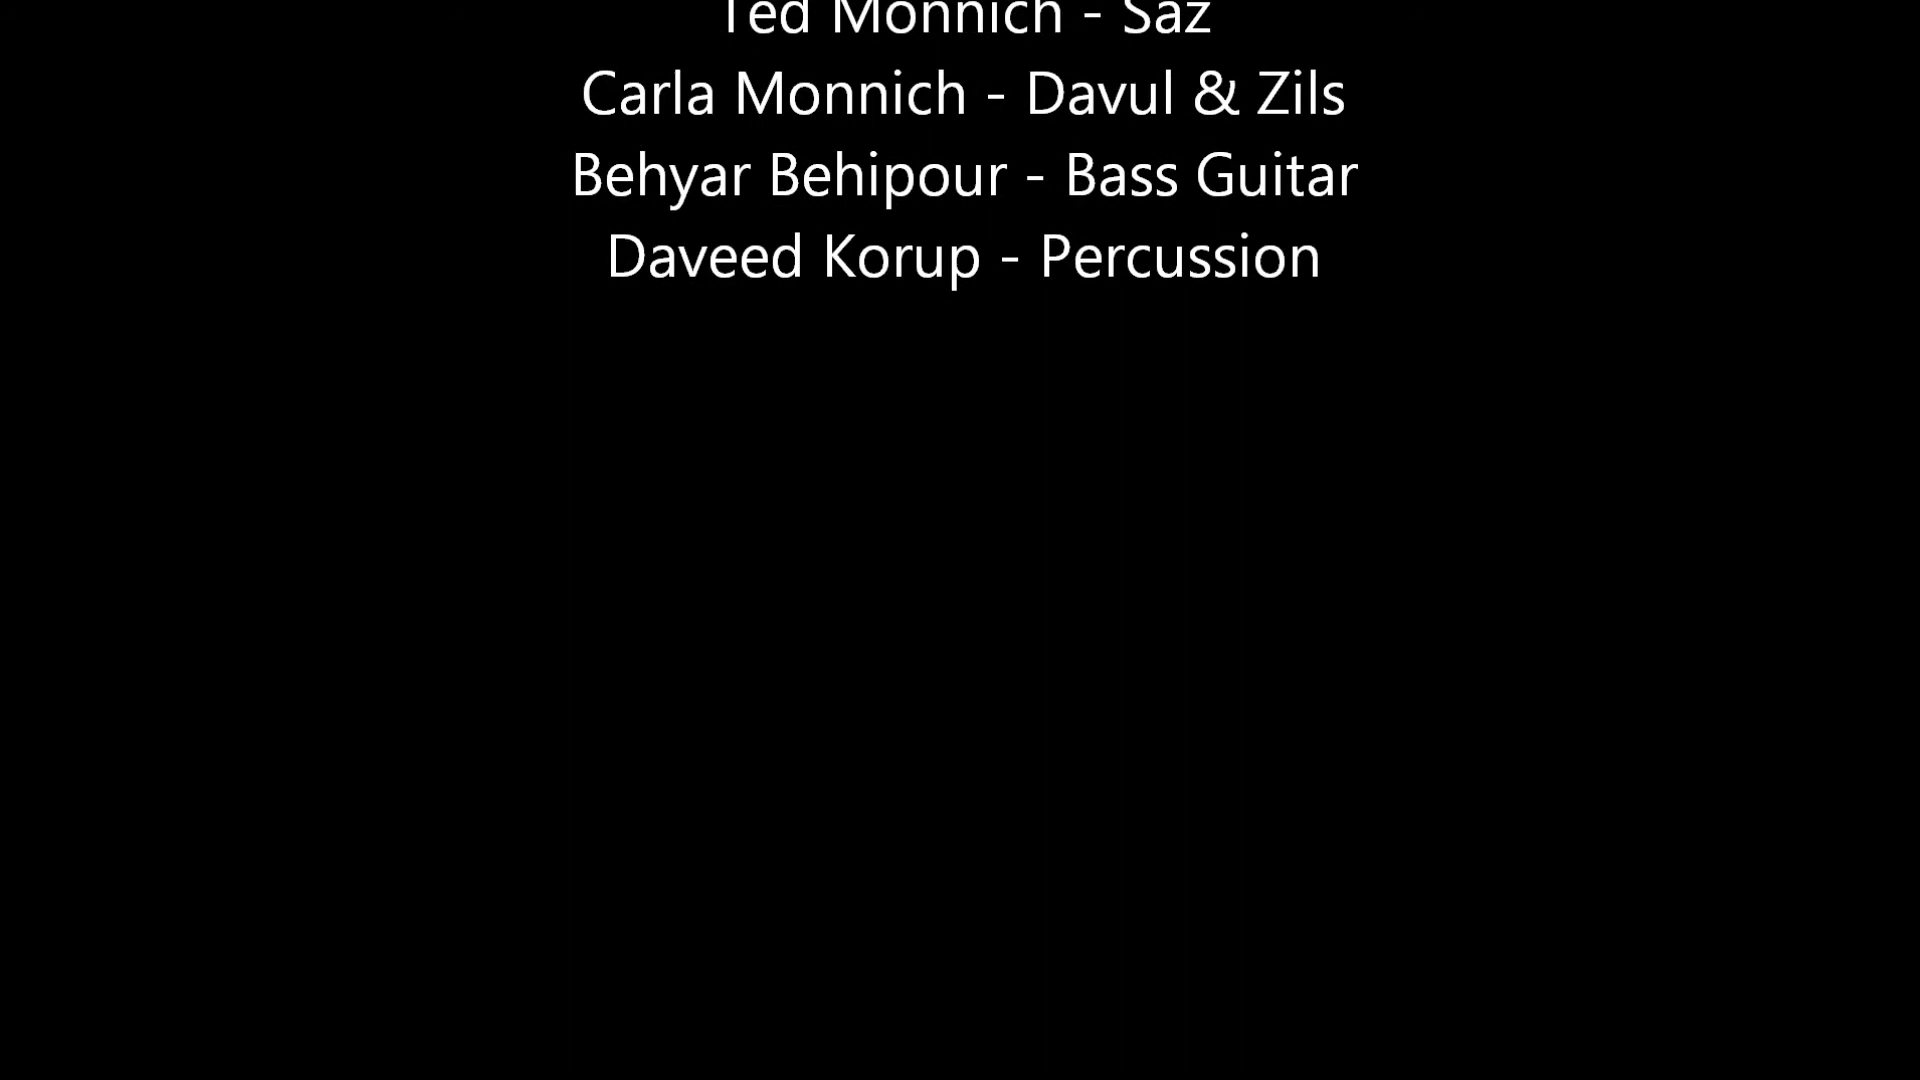 Ted Monnich - Saz
Carla Monnich - Davul & Zils
Behyar Behipour - Bass Guitar
Daveed Korup - Percussion